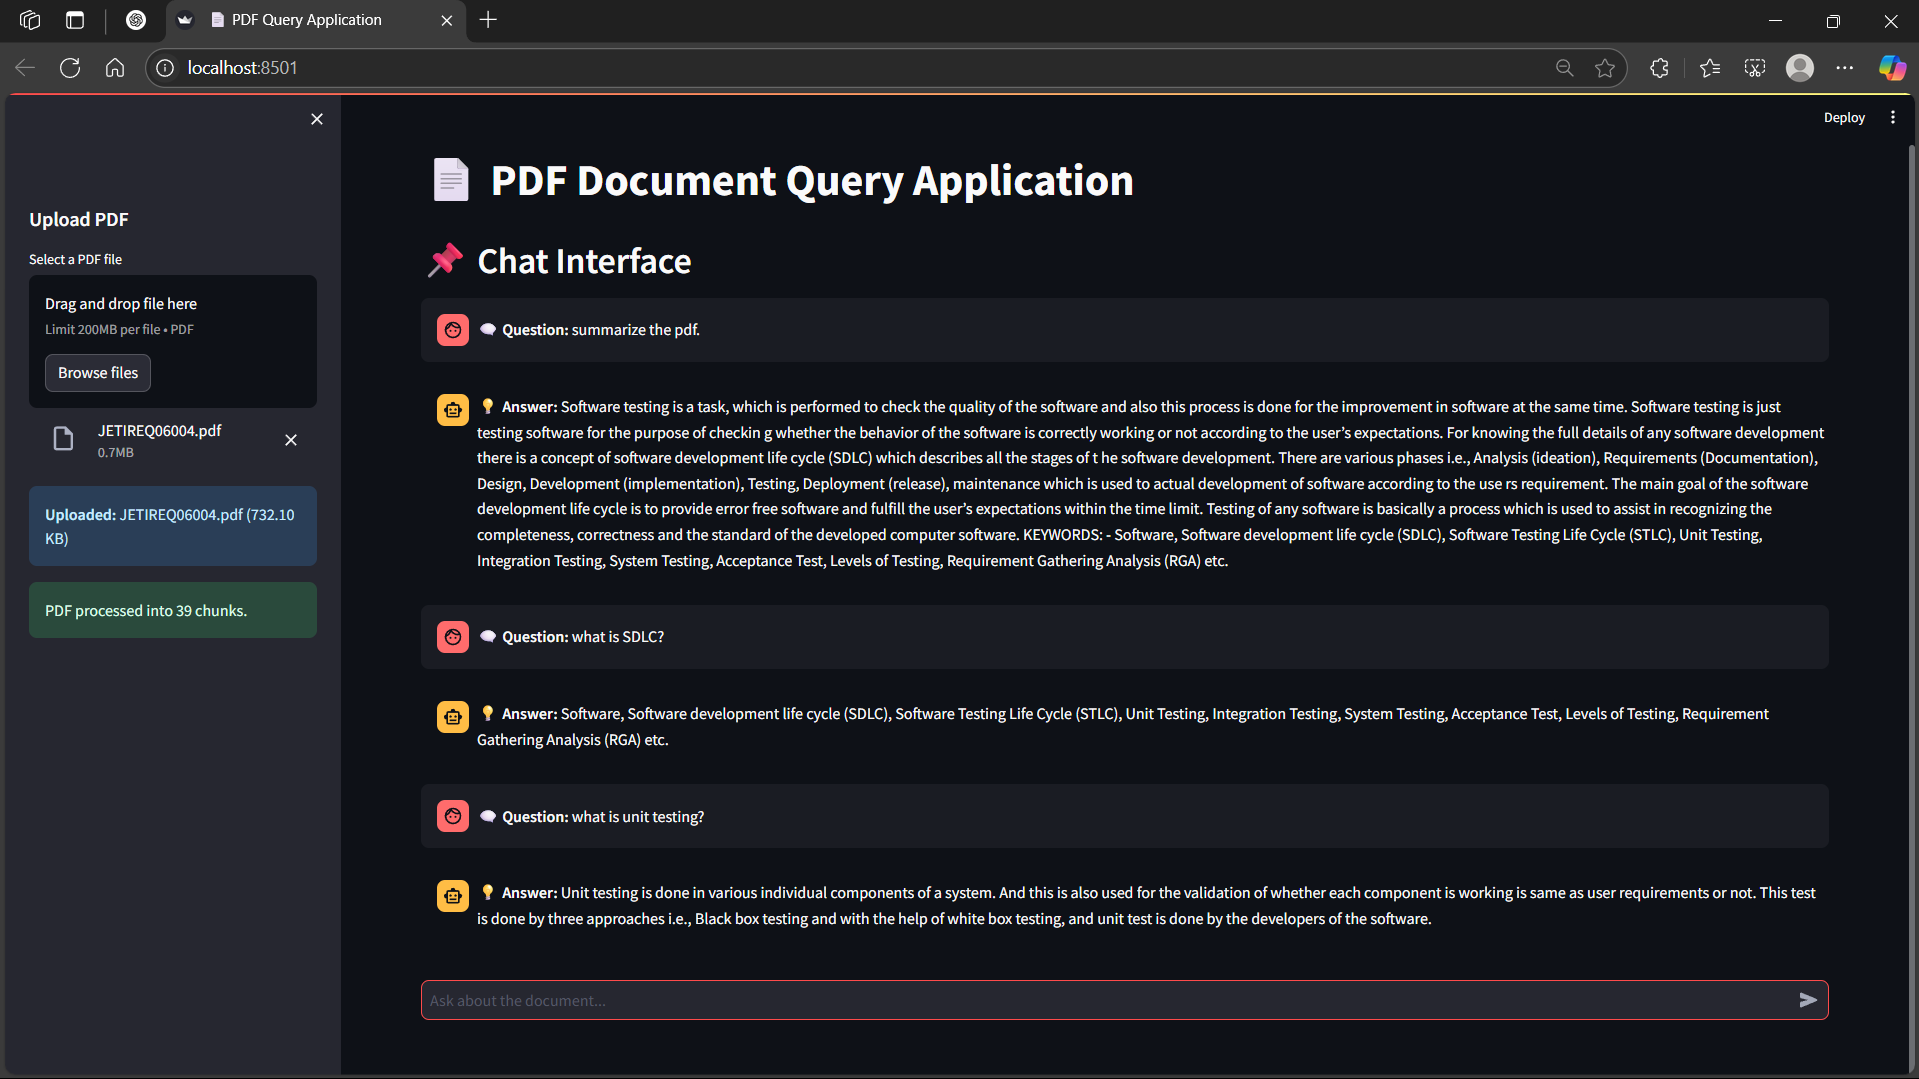 PDF Query Application
localhost:8501
Deploy
Upload PDF
Select a PDF file
Drag and drop file here
Limit 200MB per file • PDF
Browse files
JETIREQ06004.pdf
0.7MB
Uploaded: JETIREQ06004.pdf (732.10
KB)
PDF processed into 39 chunks.
PDF Document Query Application
Chat Interface
Question: summarize the pdf.
Answer: Software testing is a task, which is performed to check the quality of the software and also this process is done for the improvement in software at the same time. Software testing is just
testing software for the purpose of checkin g whether the behavior of the software is correctly working or not according to the user’s expectations. For knowing the full details of any software development
there is a concept of software development life cycle (SDLC) which describes all the stages of t he software development. There are various phases i.e., Analysis (ideation), Requirements (Documentation),
Design, Development (implementation), Testing, Deployment (release), maintenance which is used to actual development of software according to the use rs requirement. The main goal of the software
development life cycle is to provide error free software and fulfill the user’s expectations within the time limit. Testing of any software is basically a process which is used to assist in recognizing the
completeness, correctness and the standard of the developed computer software. KEYWORDS: - Software, Software development life cycle (SDLC), Software Testing Life Cycle (STLC), Unit Testing,
Integration Testing, System Testing, Acceptance Test, Levels of Testing, Requirement Gathering Analysis (RGA) etc.
Question: what is SDLC?
Answer: Software, Software development life cycle (SDLC), Software Testing Life Cycle (STLC), Unit Testing, Integration Testing, System Testing, Acceptance Test, Levels of Testing, Requirement
Gathering Analysis (RGA) etc.
Question: what is unit testing?
Answer: Unit testing is done in various individual components of a system. And this is also used for the validation of whether each component is working is same as user requirements or not. This test
is done by three approaches i.e., Black box testing and with the help of white box testing, and unit test is done by the developers of the software.
Ask about the document...